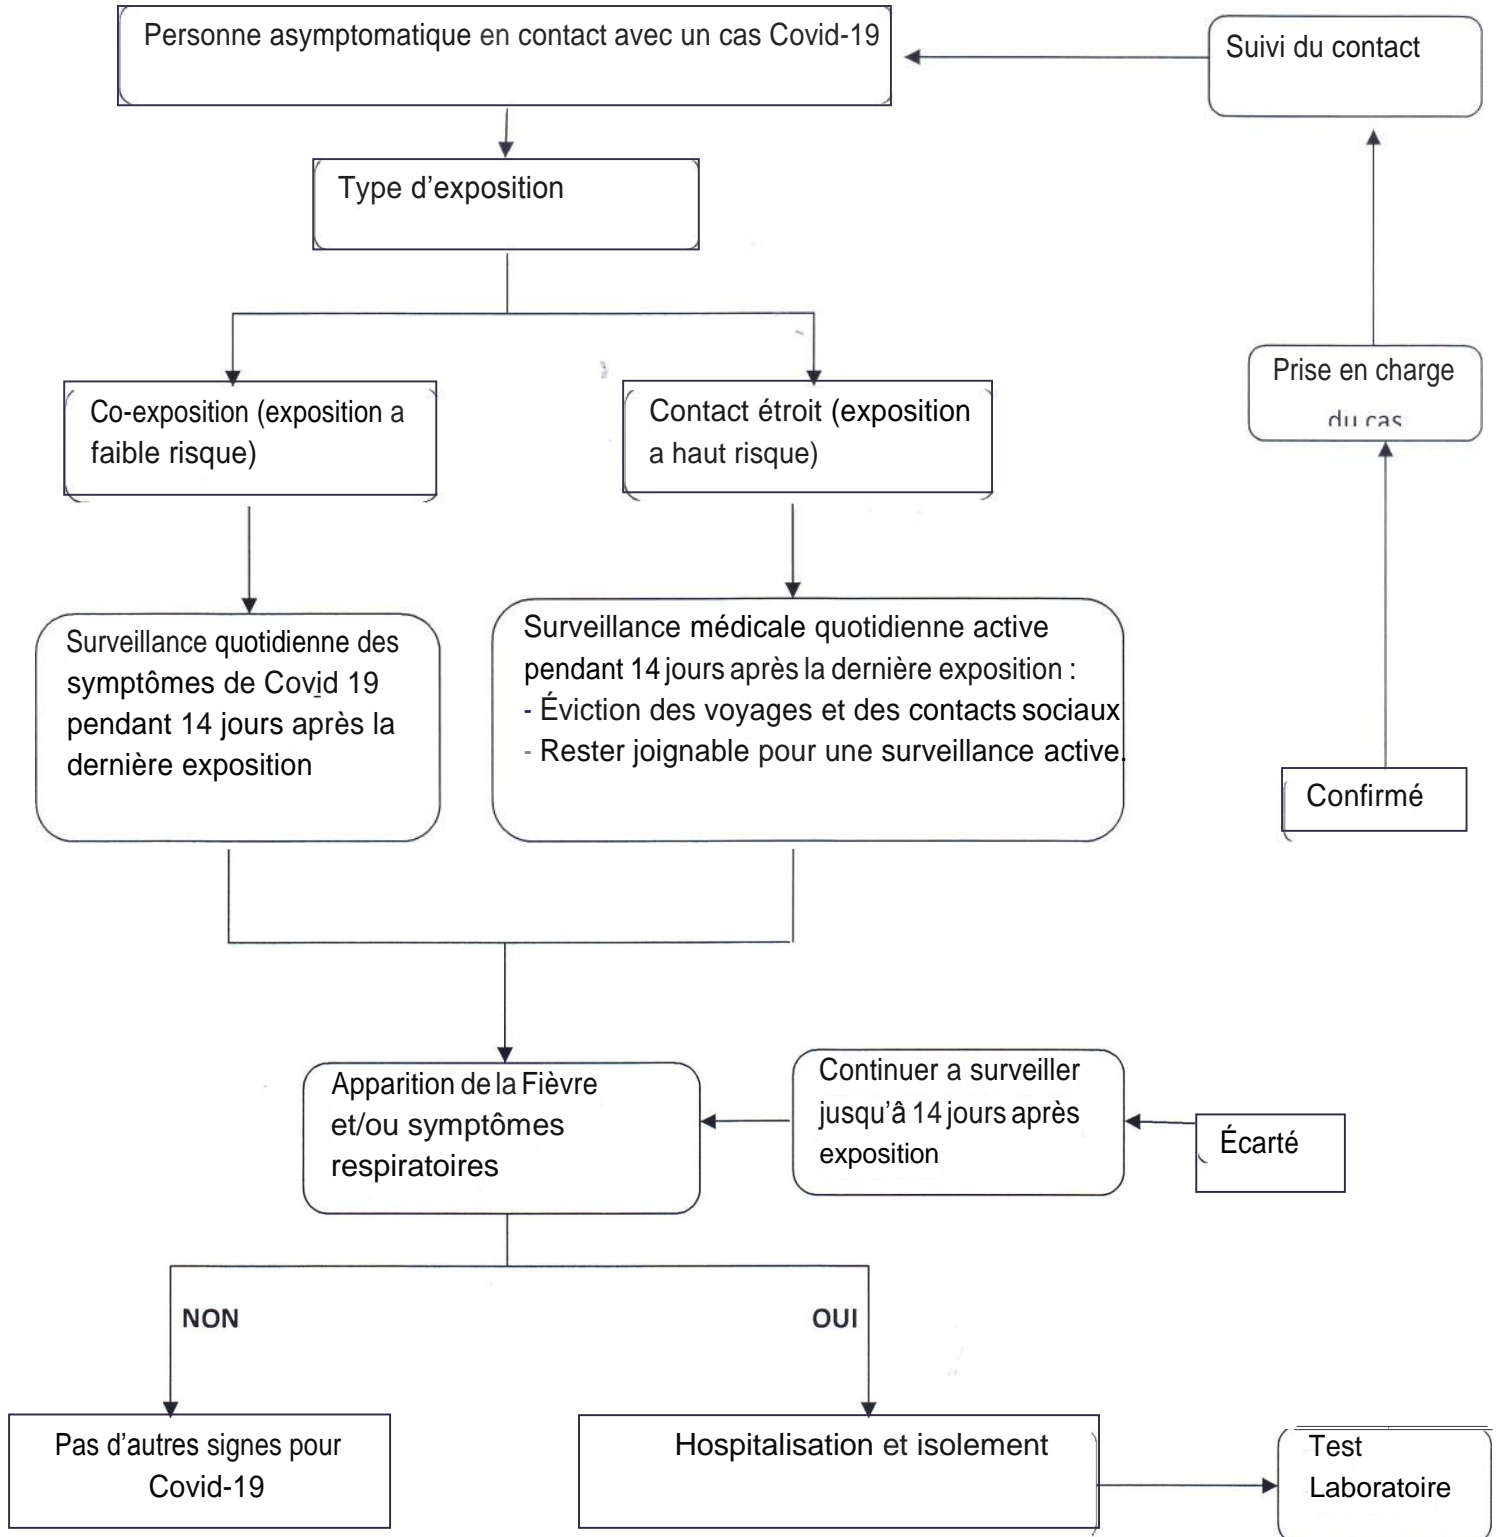 Personne asymptomatique en contact avec un cas Covid-19
Suivi du contact
Type d’exposition
Prise en charge
du cas
Co-exposition (exposition a
faible risque)
Contact étroit (exposition
a haut risque)
Surveillance quotidienne des
symptômes de Covid 19
pendant 14 jours après la
dernière exposition
Surveillance médicale quotidienne active
pendant 14 jours après la dernière exposition :
- Éviction des voyages et des contacts sociaux
- Rester joignable pour une surveillance active.
Confirmé
Apparition de la Fièvre
et/ou symptômes
respiratoires
Continuer a surveiller
jusqu’â 14 jours après
exposition
Écarté
NON
OUI
Pas d’autres signes pour
Covid-19
Hospitalisation et isolement
Test
Laboratoire